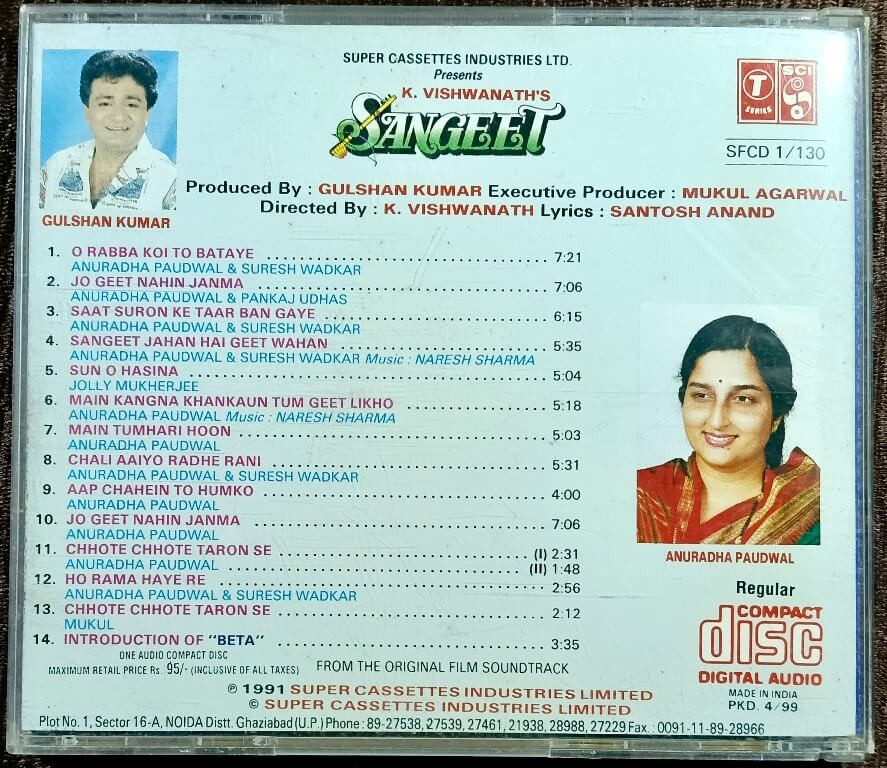 SUPER CASSETTES INDUSTRIES LTD.
Presents
K. VISHWANATH'S
SANGEET
T
SERIES
SCI
SFCD 1/130
GULSHAN KUMAR
Produced By : GULSHAN KUMAR Executive Producer : MUKUL AGARWAL
Directed By : K. VISHWANATH Lyrics : SANTOSH ANAND
1. O RABBA KOI TO BATAYE 7:21
ANURADHA PAUDWAL & SURESH WADKAR
2. JO GEET NAHIN JANMA 7:06
ANURADHA PAUDWAL & PANKAJ UDHAS
3. SAAT SURON KE TAAR BAN GAYE 6:15
ANURADHA PAUDWAL & SURESH WADKAR
4. SANGEET JAHAN HAI GEET WAHAN 5:35
ANURADHA PAUDWAL & SURESH WADKAR Music : NARESH SHARMA
5. SUN O HASINA 5:04
JOLLY MUKHERJEE
6. MAIN KANGNA KHANKAUN TUM GEET LIKHO 5:18
ANURADHA PAUDWAL Music : NARESH SHARMA
7. MAIN TUMHARI HOON 5:03
ANURADHA PAUDWAL
8. CHALI AAIYO RADHE RANI 5:31
ANURADHA PAUDWAL & SURESH WADKAR
9. AAP CHAHEIN TO HUMKO 4:00
ANURADHA PAUDWAL
10. JO GEET NAHIN JANMA 7:06
ANURADHA PAUDWAL
11. CHHOTE CHHOTE TARON SE (I) 2:31
ANURADHA PAUDWAL (II) 1:48
12. HO RAMA HAYE RE 2:56
ANURADHA PAUDWAL & SURESH WADKAR
13. CHHOTE CHHOTE TARON SE 2:12
MUKUL
14. INTRODUCTION OF "BETA" 3:35
ANURADHA PAUDWAL
Regular
COMPACT
disc
DIGITAL AUDIO
MADE IN INDIA
PKD. 4/99
ONE AUDIO COMPACT DISC
MAXIMUM RETAIL PRICE Rs. 95/- (INCLUSIVE OF ALL TAXES)
FROM THE ORIGINAL FILM SOUNDTRACK
℗ 1991 SUPER CASSETTES INDUSTRIES LIMITED
© SUPER CASSETTES INDUSTRIES LIMITED
Plot No. 1, Sector 16-A, NOIDA Distt. Ghaziabad (U.P.) Phone : 89-27538, 27539, 27461, 21938, 28988, 27229 Fax. : 0091-11-89-28966